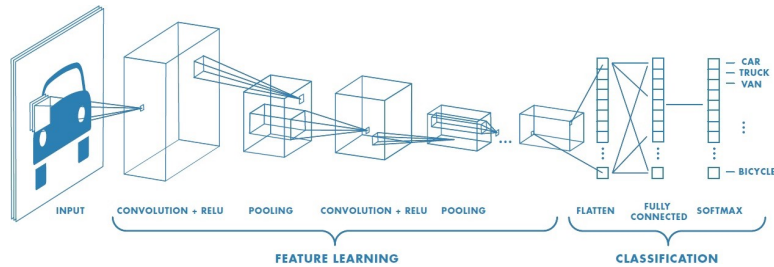 CAR
TRUCK
VAN
BICYCLE
INPUT
CONVOLUTION + RELU
POOLING
CONVOLUTION + RELU
POOLING
FLATTEN
FULLY
CONNECTED
SOFTMAX
FEATURE LEARNING
CLASSIFICATION